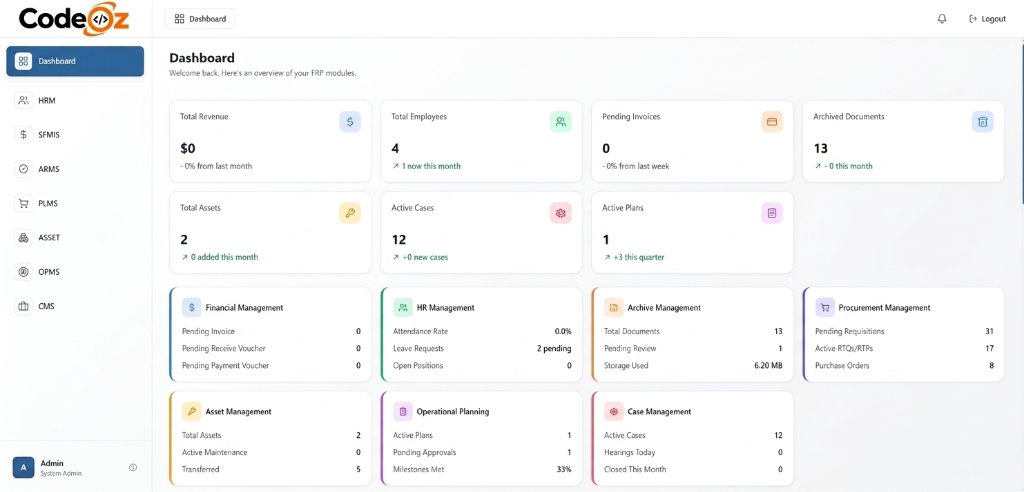 Code</>z
Dashboard
Logout
Dashboard
HRM
$ SFMIS
ARMS
PLMS
ASSET
OPMS
CMS
A
Admin
System Admin
Dashboard
Welcome back. Here's an overview of your FRP modules.
Total Revenue
$
$0
- 0% from last month
Total Employees
4
↗ 1 now this month
Pending Invoices
0
- 0% from last week
Archived Documents
13
↗ - 0 this month
Total Assets
2
↗ 0 added this month
Active Cases
12
↗ +0 new cases
Active Plans
1
↗ +3 this quarter
$ Financial Management
Pending Invoice 0
Pending Receive Voucher 0
Pending Payment Voucher 0
HR Management
Attendance Rate 0.0%
Leave Requests 2 pending
Open Positions 0
Archive Management
Total Documents 13
Pending Review 1
Storage Used 6.20 MB
Procurement Management
Pending Requisitions 31
Active RTQs/RTPs 17
Purchase Orders 8
Asset Management
Total Assets 2
Active Maintenance 0
Transferred 5
Operational Planning
Active Plans 1
Ponding Approvals 1
Milestones Met 33%
Case Management
Active Cases 12
Hearings Today 0
Closed This Month 0